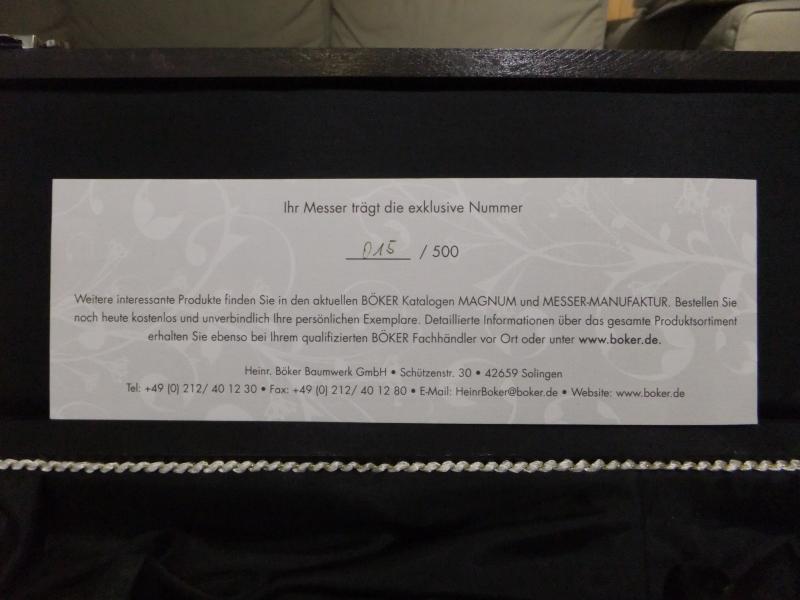 Ihr Messer trägt die exklusive Nummer
015 / 500
Weitere interessante Produkte finden Sie in den aktuellen BÖKER Katalogen MAGNUM und MESSER-MANUFAKTUR. Bestellen Sie
noch heute kostenlos und unverbindlich Ihre persönlichen Exemplare. Detaillierte Informationen über das gesamte Produktsortiment
erhalten Sie ebenso bei Ihrem qualifizierten BÖKER Fachhändler vor Ort oder unter www.boker.de.
Heinr. Böker Baumwerk GmbH • Schützenstr. 30 • 42659 Solingen
Tel: +49 (0) 212/ 40 12 30 • Fax: +49 (0) 212/ 40 12 80 • E-Mail: HeinrBoker@boker.de • Website: www.boker.de